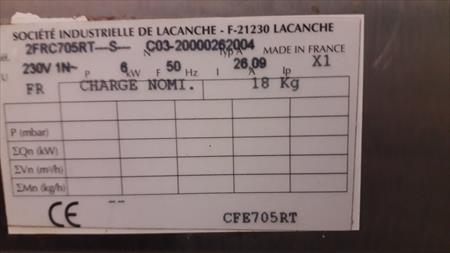 SOCIÉTÉ INDUSTRIELLE DE LACANCHE - F-21230 LACANCHE
2FRC705RT--S-- N C03-20000262004
MADE IN FRANCE
U 230V 1N~ P 6 kW F 50 Hz I 26,09 A Ip X1
FR CHARGE NOMI. 18 Kg
P (mbar)
ΣQn (kW)
ΣVn (m³/h)
ΣMn (kg/h)
CE -- CFE705RT